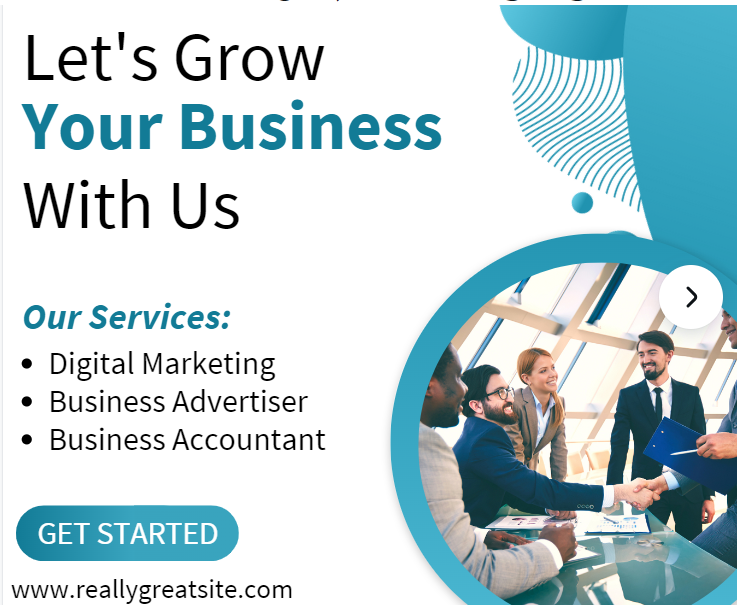 Let's Grow
Your Business
With Us
Our Services:
• Digital Marketing
• Business Advertiser
• Business Accountant
GET STARTED
www.reallygreatsite.com